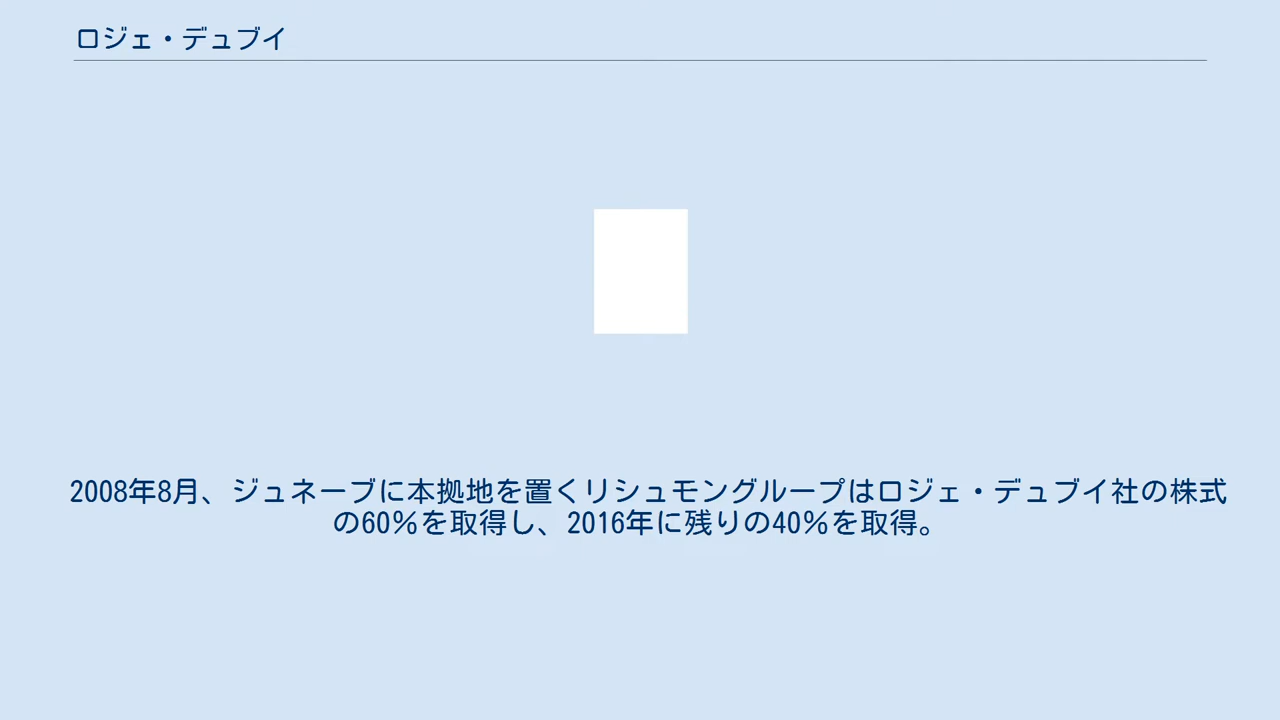 ロジェ・デュブイ
2008年8月、ジュネーブに本拠地を置くリシュモングループはロジェ・デュブイ社の株式
の60％を取得し、2016年に残りの40％を取得。